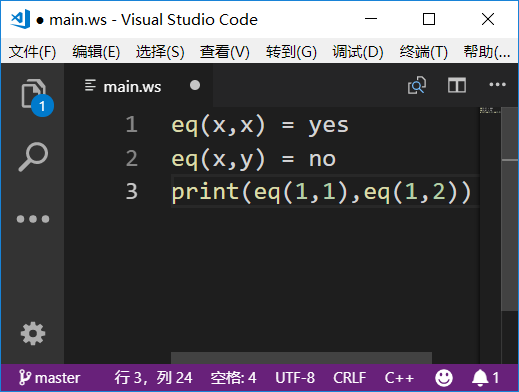 ● main.ws - Visual Studio Code
文件(F) 编辑(E) 选择(S) 查看(V) 转到(G) 调试(D) 终端(T) 帮助(...
main.ws ●
1
1 eq(x,x) = yes
2 eq(x,y) = no
3 print(eq(1,1),eq(1,2))
master 行 3，列 24 空格: 4 UTF-8 CRLF C++ 1